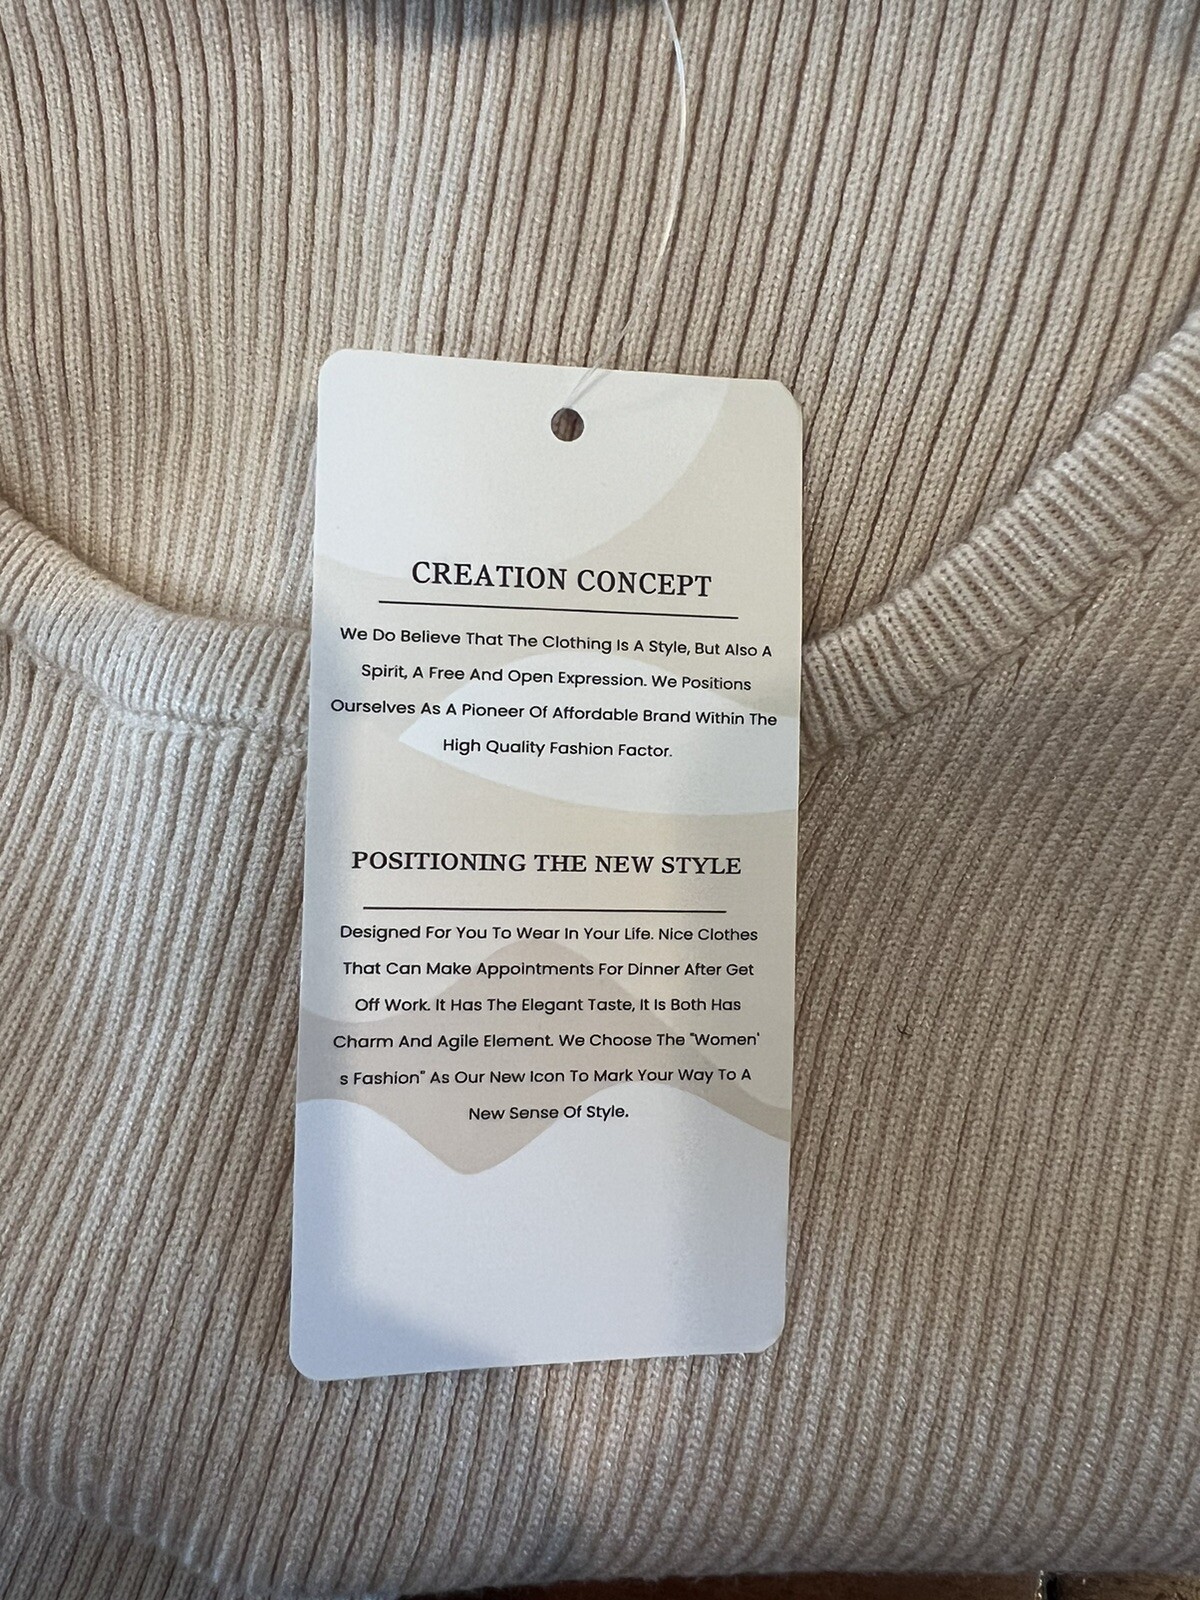 CREATION CONCEPT
We Do Believe That The Clothing Is A Style, But Also A
Spirit, A Free And Open Expression. We Positions
Ourselves As A Pioneer Of Affordable Brand Within The
High Quality Fashion Factor.
POSITIONING THE NEW STYLE
Designed For You To Wear In Your Life. Nice Clothes
That Can Make Appointments For Dinner After Get
Off Work. It Has The Elegant Taste, It Is Both Has
Charm And Agile Element. We Choose The "Women'
s Fashion" As Our New Icon To Mark Your Way To A
New Sense Of Style.